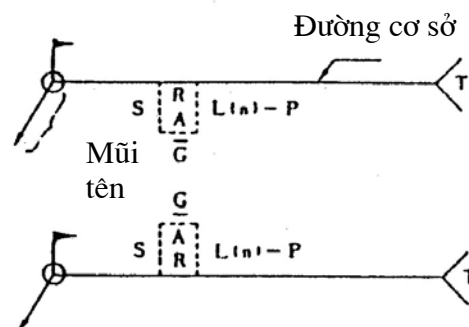 Đường cơ sở
T
R
S A L(n)-P
G
Mũi
tên
G
S A L(n)-P
R
T